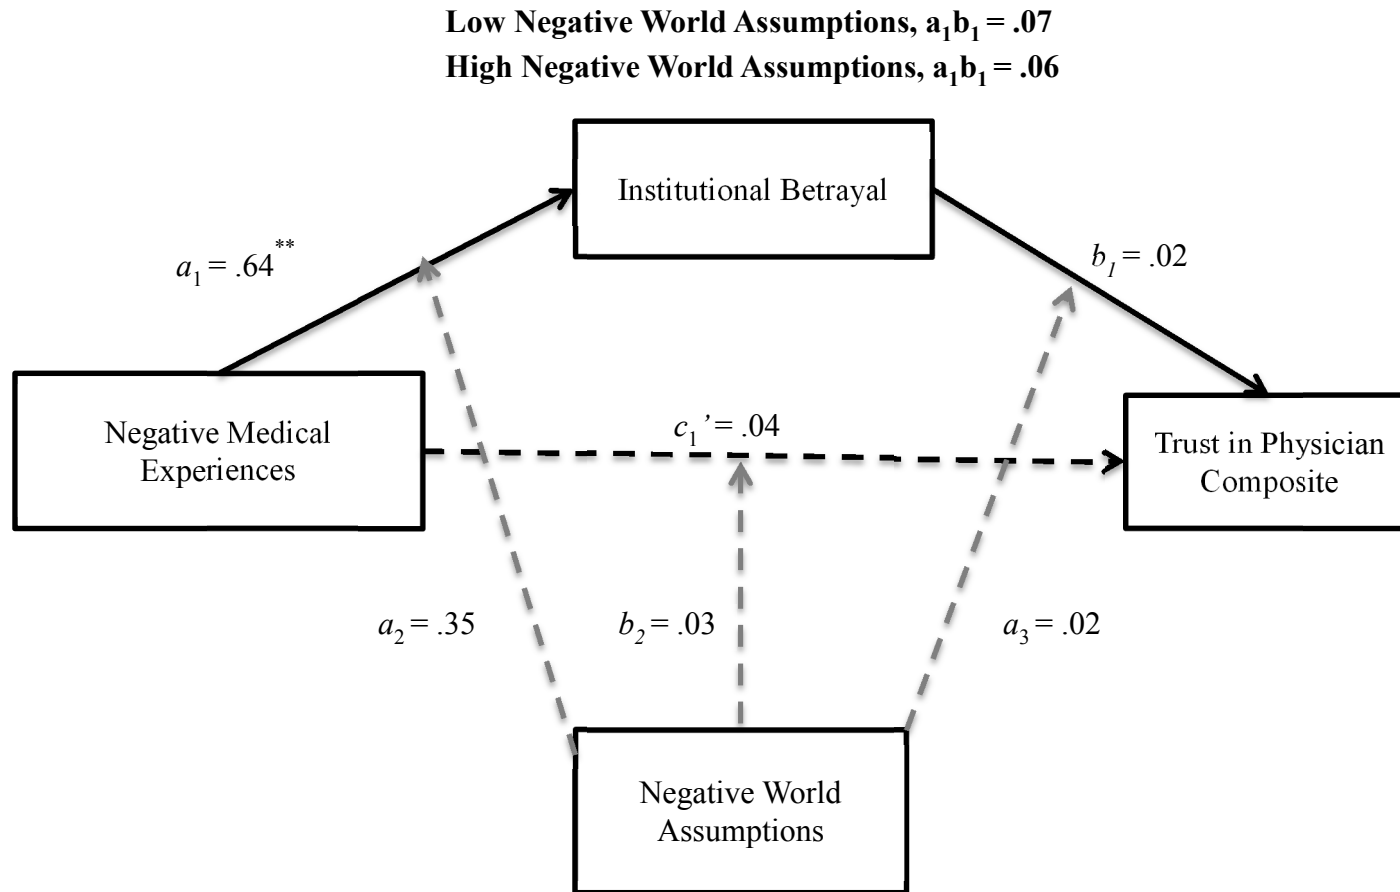 Low Negative World Assumptions, a₁b₁ = .07
High Negative World Assumptions, a₁b₁ = .06
Institutional Betrayal
a₁ = .64**
b₁ = .02
Negative Medical
Experiences
c₁’ = .04
Trust in Physician
Composite
a₂ = .35
b₂ = .03
a₃ = .02
Negative World
Assumptions